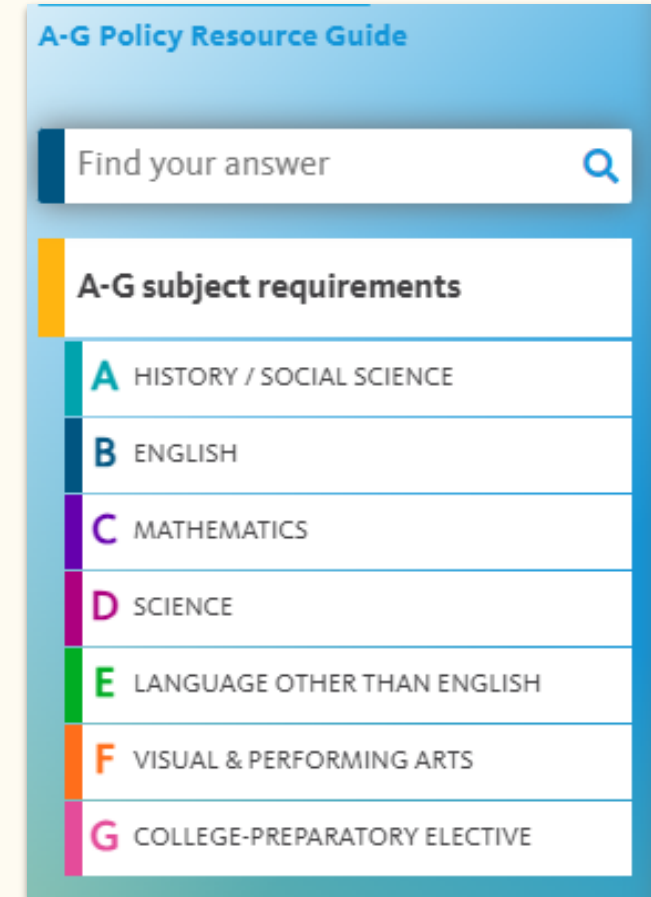 A-G Policy Resource Guide
Find your answer
A-G subject requirements
A HISTORY / SOCIAL SCIENCE
B ENGLISH
C MATHEMATICS
D SCIENCE
E LANGUAGE OTHER THAN ENGLISH
F VISUAL & PERFORMING ARTS
G COLLEGE-PREPARATORY ELECTIVE